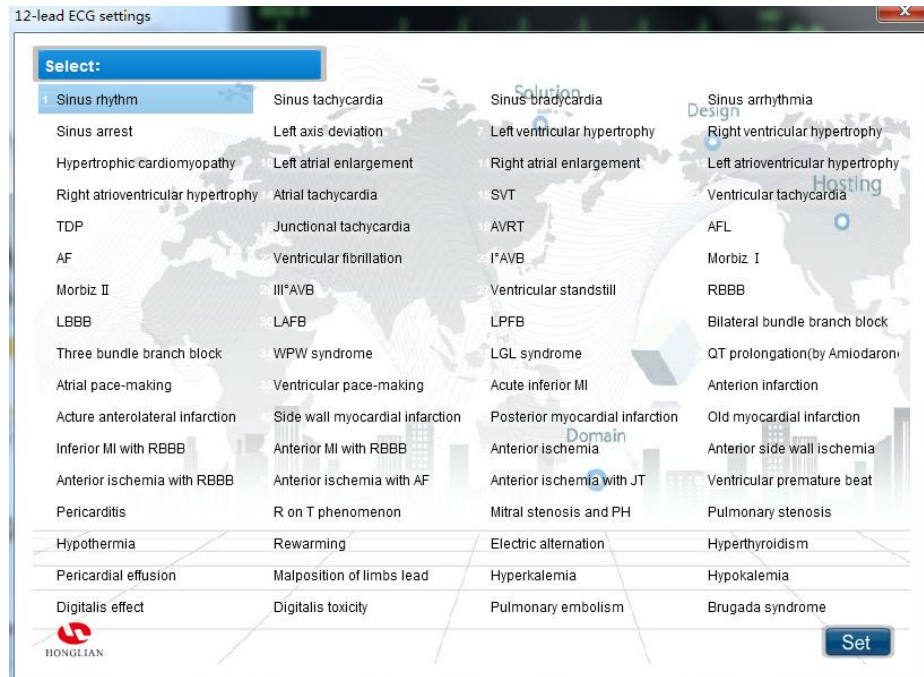 12-lead ECG settings
Select:
Sinus rhythm Sinus tachycardia Sinus bradycardia Sinus arrhythmia
Sinus arrest Left axis deviation Left ventricular hypertrophy Right ventricular hypertrophy
Hypertrophic cardiomyopathy Left atrial enlargement Right atrial enlargement Left atrioventricular hypertrophy
Right atrioventricular hypertrophy Atrial tachycardia SVT Ventricular tachycardia
TDP Junctional tachycardia AVRT AFL
AF Ventricular fibrillation I°AVB Morbiz I
Morbiz II III°AVB Ventricular standstill RBBB
LBBB LAFB LPFB Bilateral bundle branch block
Three bundle branch block WPW syndrome LGL syndrome QT prolongation(by Amiodaron
Atrial pace-making Ventricular pace-making Acute inferior MI Anterion infarction
Acture anterolateral infarction Side wall myocardial infarction Posterior myocardial infarction Old myocardial infarction
Inferior MI with RBBB Anterior MI with RBBB Anterior ischemia Anterior side wall ischemia
Anterior ischemia with RBBB Anterior ischemia with AF Anterior ischemia with JT Ventricular premature beat
Pericarditis R on T phenomenon Mitral stenosis and PH Pulmonary stenosis
Hypothermia Rewarming Electric alternation Hyperthyroidism
Pericardial effusion Malposition of limbs lead Hyperkalemia Hypokalemia
Digitalis effect Digitalis toxicity Pulmonary embolism Brugada syndrome
Solution
Design
Hosting
Domain
HONGLIAN
Set